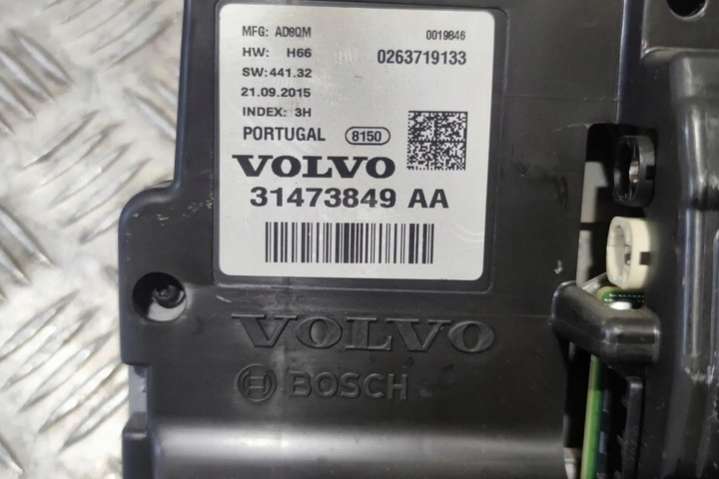 MFG: AD8QM 0019846
HW: H66 0263719133
SW:441.32
21.09.2015
INDEX: 3H
PORTUGAL 8150
VOLVO
31473849 AA
VOLVO
BOSCH